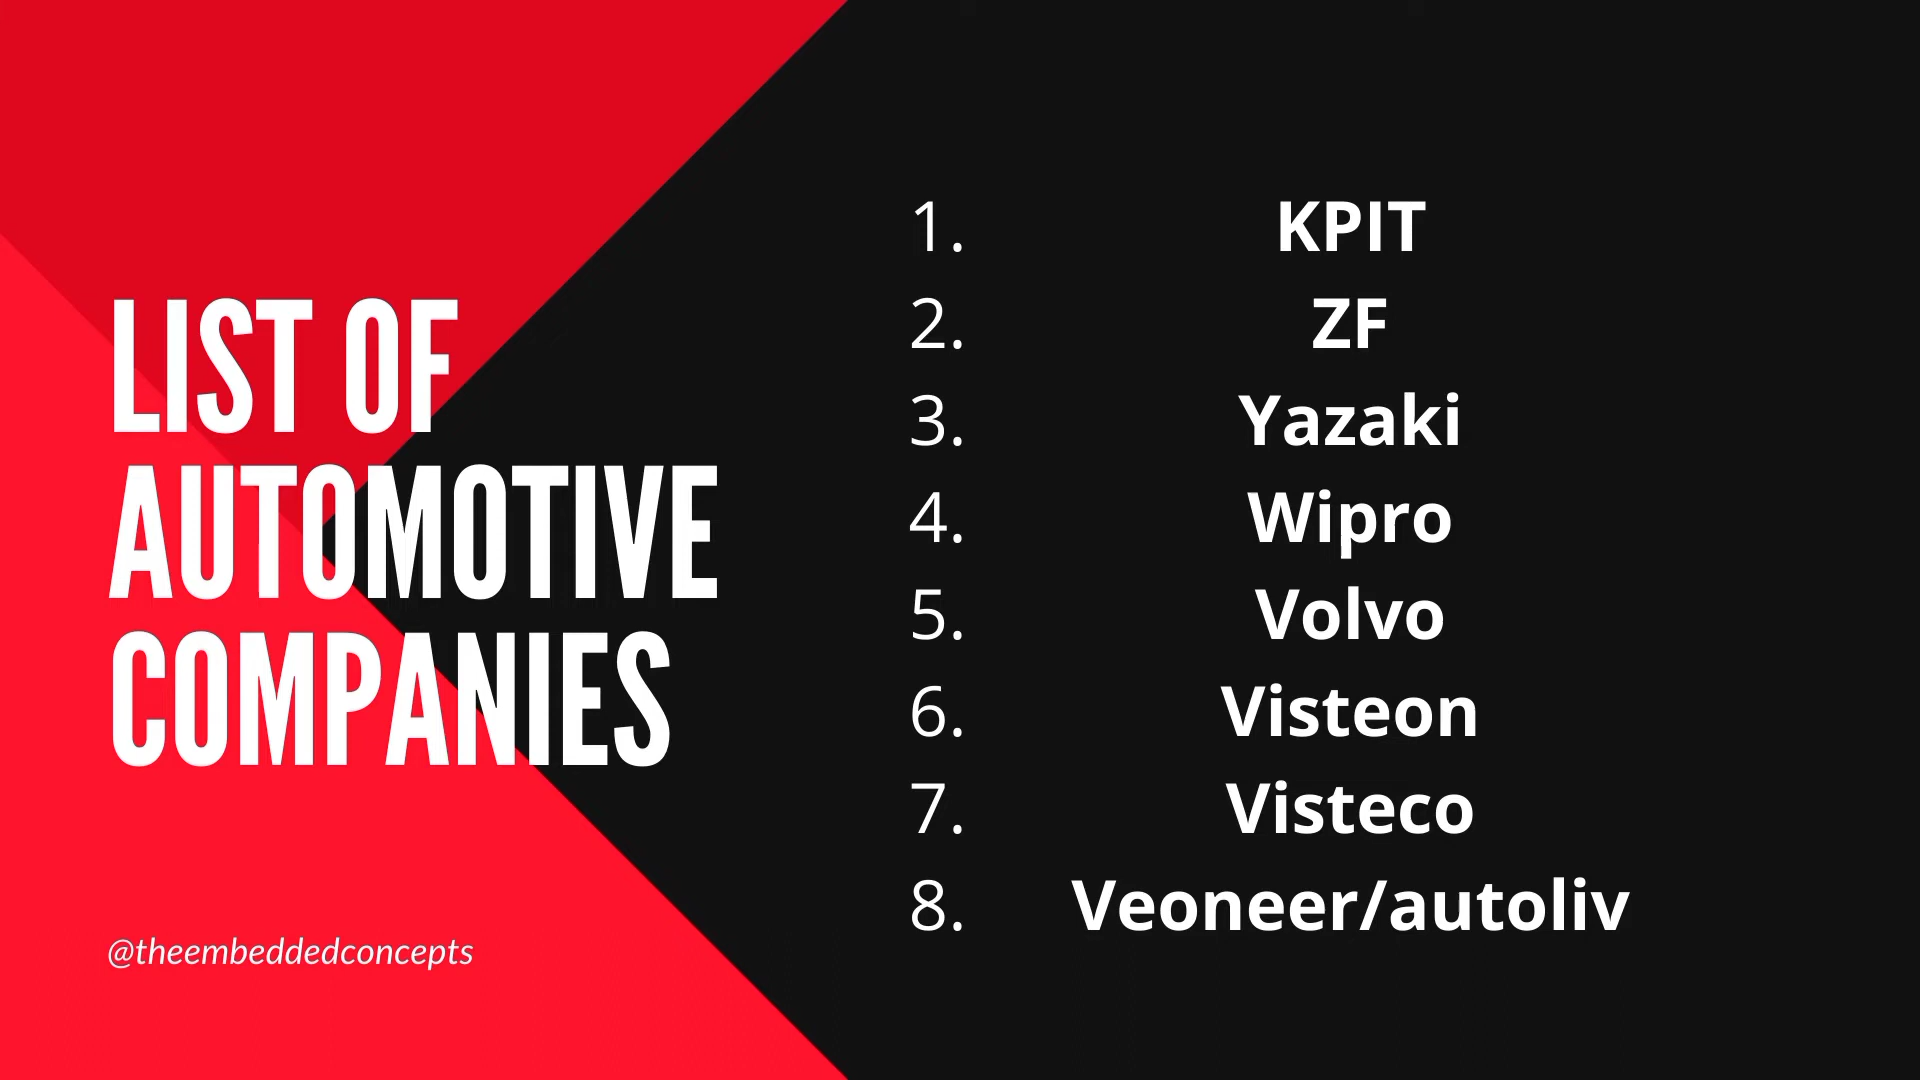 LIST OF
AUTOMOTIVE
COMPANIES
@theembeddedconcepts
1. KPIT
2. ZF
3. Yazaki
4. Wipro
5. Volvo
6. Visteon
7. Visteco
8. Veoneer/autoliv